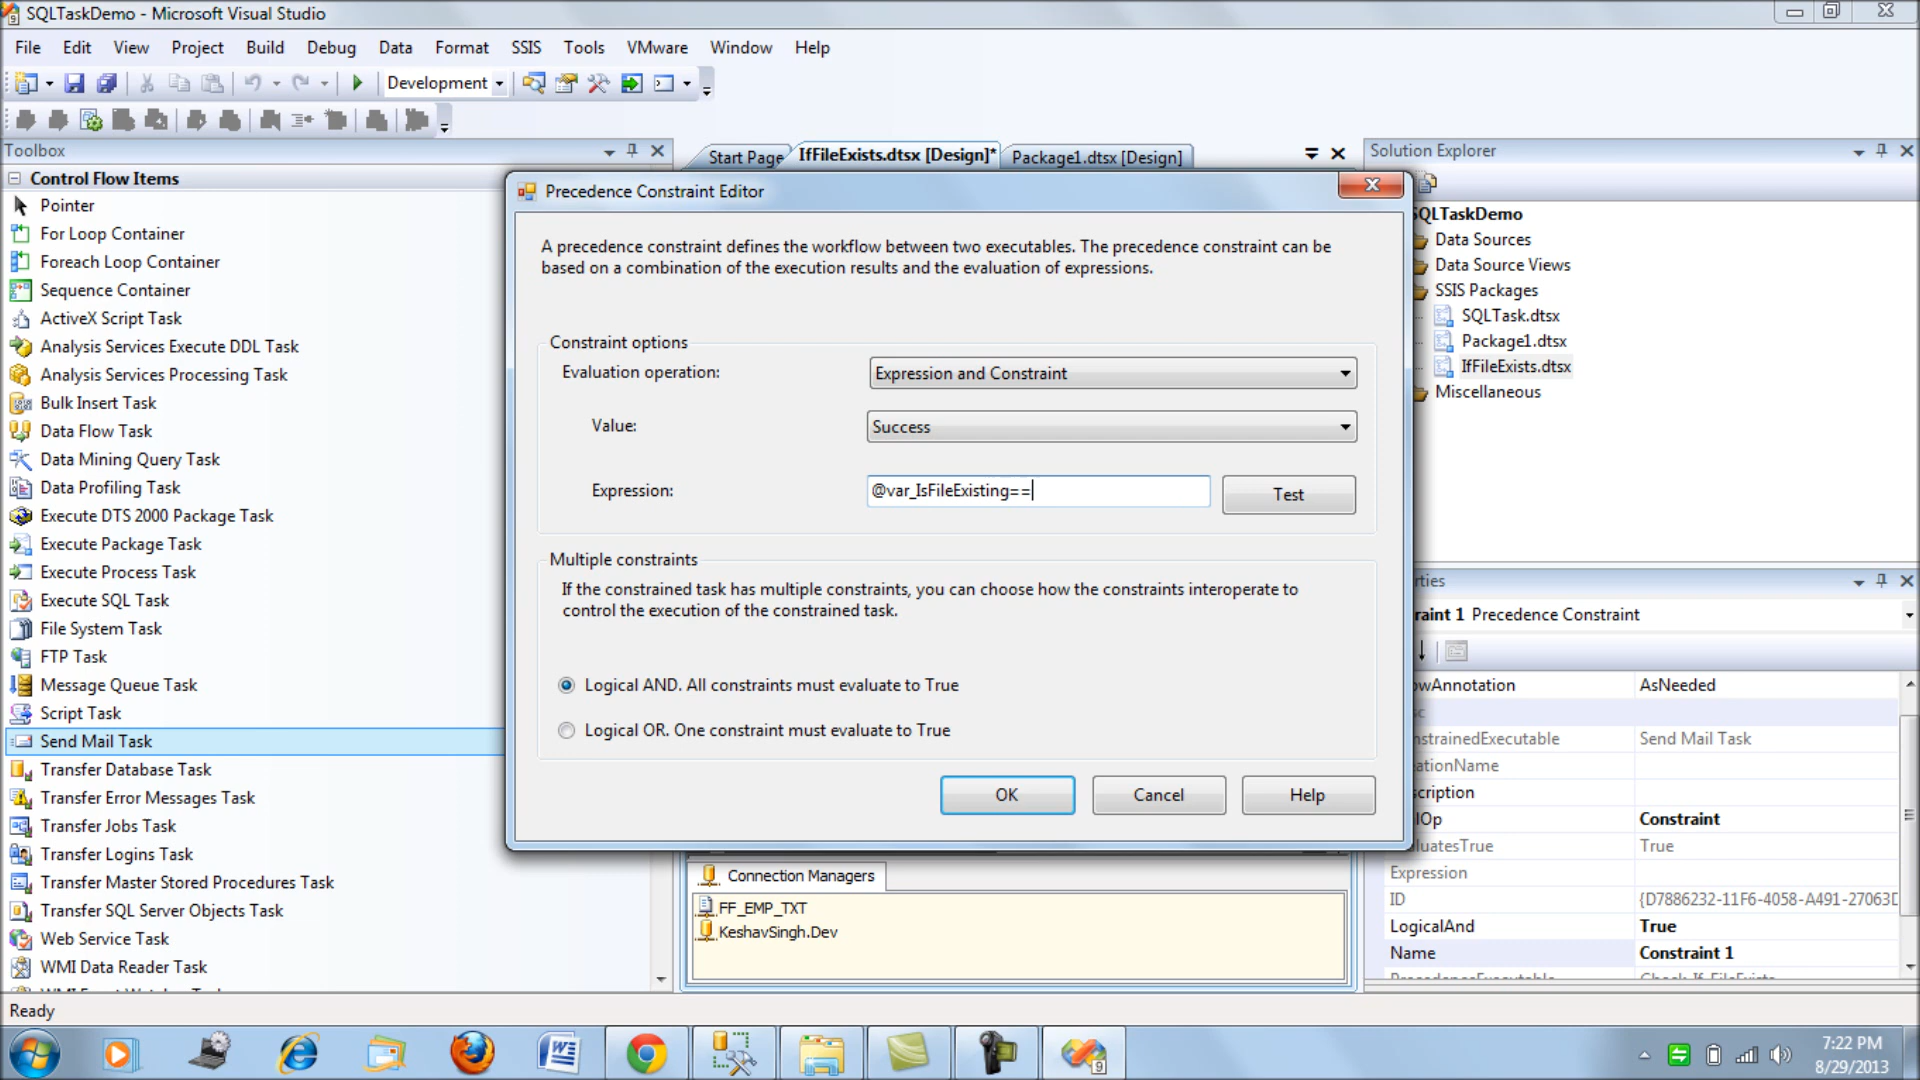 SQLTaskDemo - Microsoft Visual Studio
File Edit View Project Build Debug Data Format SSIS Tools VMware Window Help
Development
Toolbox
Control Flow Items
Pointer
For Loop Container
Foreach Loop Container
Sequence Container
ActiveX Script Task
Analysis Services Execute DDL Task
Analysis Services Processing Task
Bulk Insert Task
Data Flow Task
Data Mining Query Task
Data Profiling Task
Execute DTS 2000 Package Task
Execute Package Task
Execute Process Task
Execute SQL Task
File System Task
FTP Task
Message Queue Task
Script Task
Send Mail Task
Transfer Database Task
Transfer Error Messages Task
Transfer Jobs Task
Transfer Logins Task
Transfer Master Stored Procedures Task
Transfer SQL Server Objects Task
Web Service Task
WMI Data Reader Task
Start Page IfFileExists.dtsx [Design]* Package1.dtsx [Design]
Precedence Constraint Editor
A precedence constraint defines the workflow between two executables. The precedence constraint can be
based on a combination of the execution results and the evaluation of expressions.
Constraint options
Evaluation operation: Expression and Constraint
Value: Success
Expression: @var_IsFileExisting== Test
Multiple constraints
If the constrained task has multiple constraints, you can choose how the constraints interoperate to
control the execution of the constrained task.
Logical AND. All constraints must evaluate to True
Logical OR. One constraint must evaluate to True
OK Cancel Help
Connection Managers
FF_EMP_TXT
KeshavSingh.Dev
Solution Explorer
SQLTaskDemo
Data Sources
Data Source Views
SSIS Packages
SQLTask.dtsx
Package1.dtsx
IfFileExists.dtsx
Miscellaneous
rties
raint 1 Precedence Constraint
owAnnotation AsNeeded
sc
nstrainedExecutable Send Mail Task
ationName
scription
lOp Constraint
luatesTrue True
Expression
ID {D7886232-11F6-4058-A491-27063D
LogicalAnd True
Name Constraint 1
Ready
7:22 PM
8/29/2013